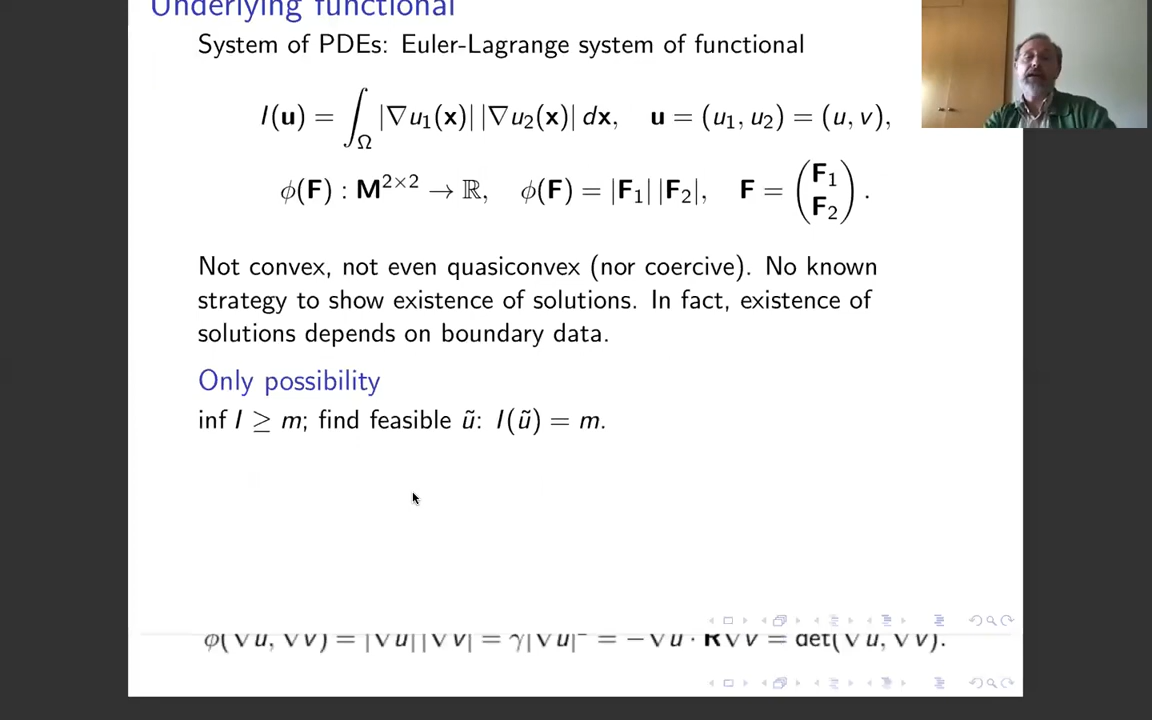 Underlying functional
System of PDEs: Euler-Lagrange system of functional
I(u) = ∫_Ω |∇u₁(x)| |∇u₂(x)| dx, u = (u₁, u₂) = (u, v),
ϕ(F) : M^{2×2} → ℝ, ϕ(F) = |F₁| |F₂|, F = (F₁ F₂) .
Not convex, not even quasiconvex (nor coercive). No known
strategy to show existence of solutions. In fact, existence of
solutions depends on boundary data.
Only possibility
inf I ≥ m; find feasible ũ: I(ũ) = m.
ϕ(∇u, ∇v) = |∇u||∇v| = γ|∇u|² = −∇u · R∇v = det(∇u, ∇v).